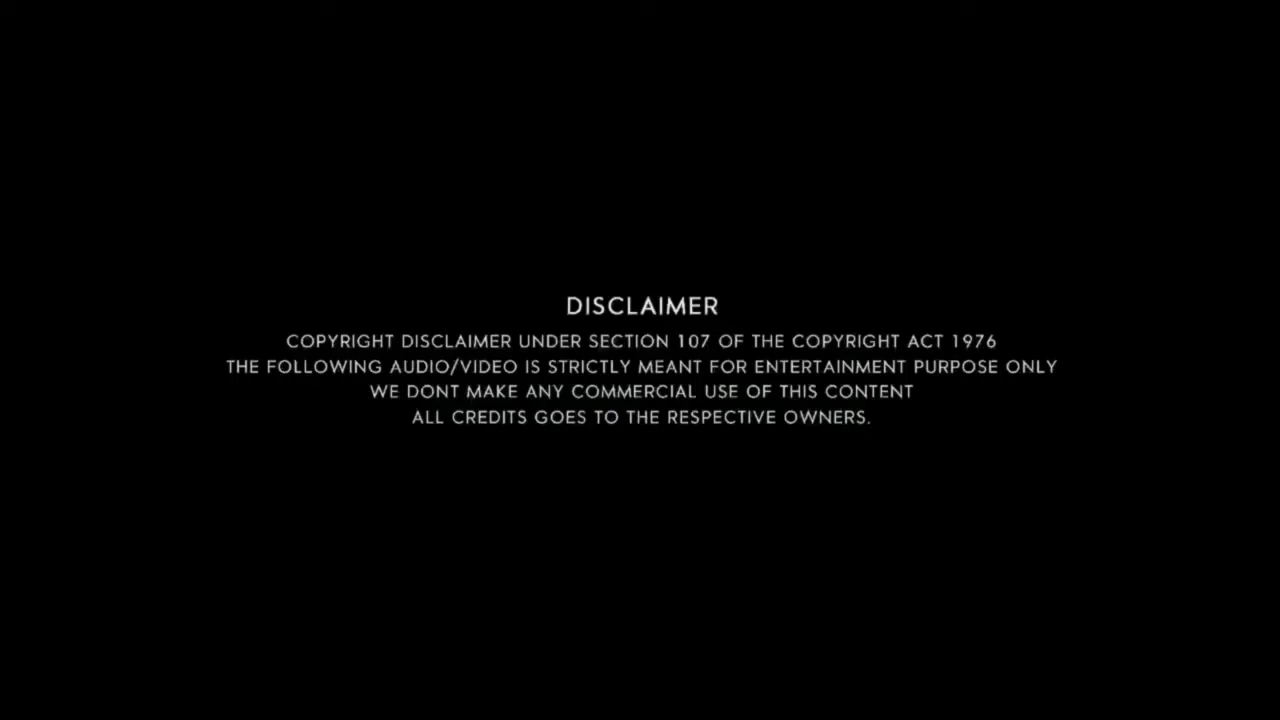 DISCLAIMER
COPYRIGHT DISCLAIMER UNDER SECTION 107 OF THE COPYRIGHT ACT 1976
THE FOLLOWING AUDIO/VIDEO IS STRICTLY MEANT FOR ENTERTAINMENT PURPOSE ONLY
WE DONT MAKE ANY COMMERCIAL USE OF THIS CONTENT
ALL CREDITS GOES TO THE RESPECTIVE OWNERS.